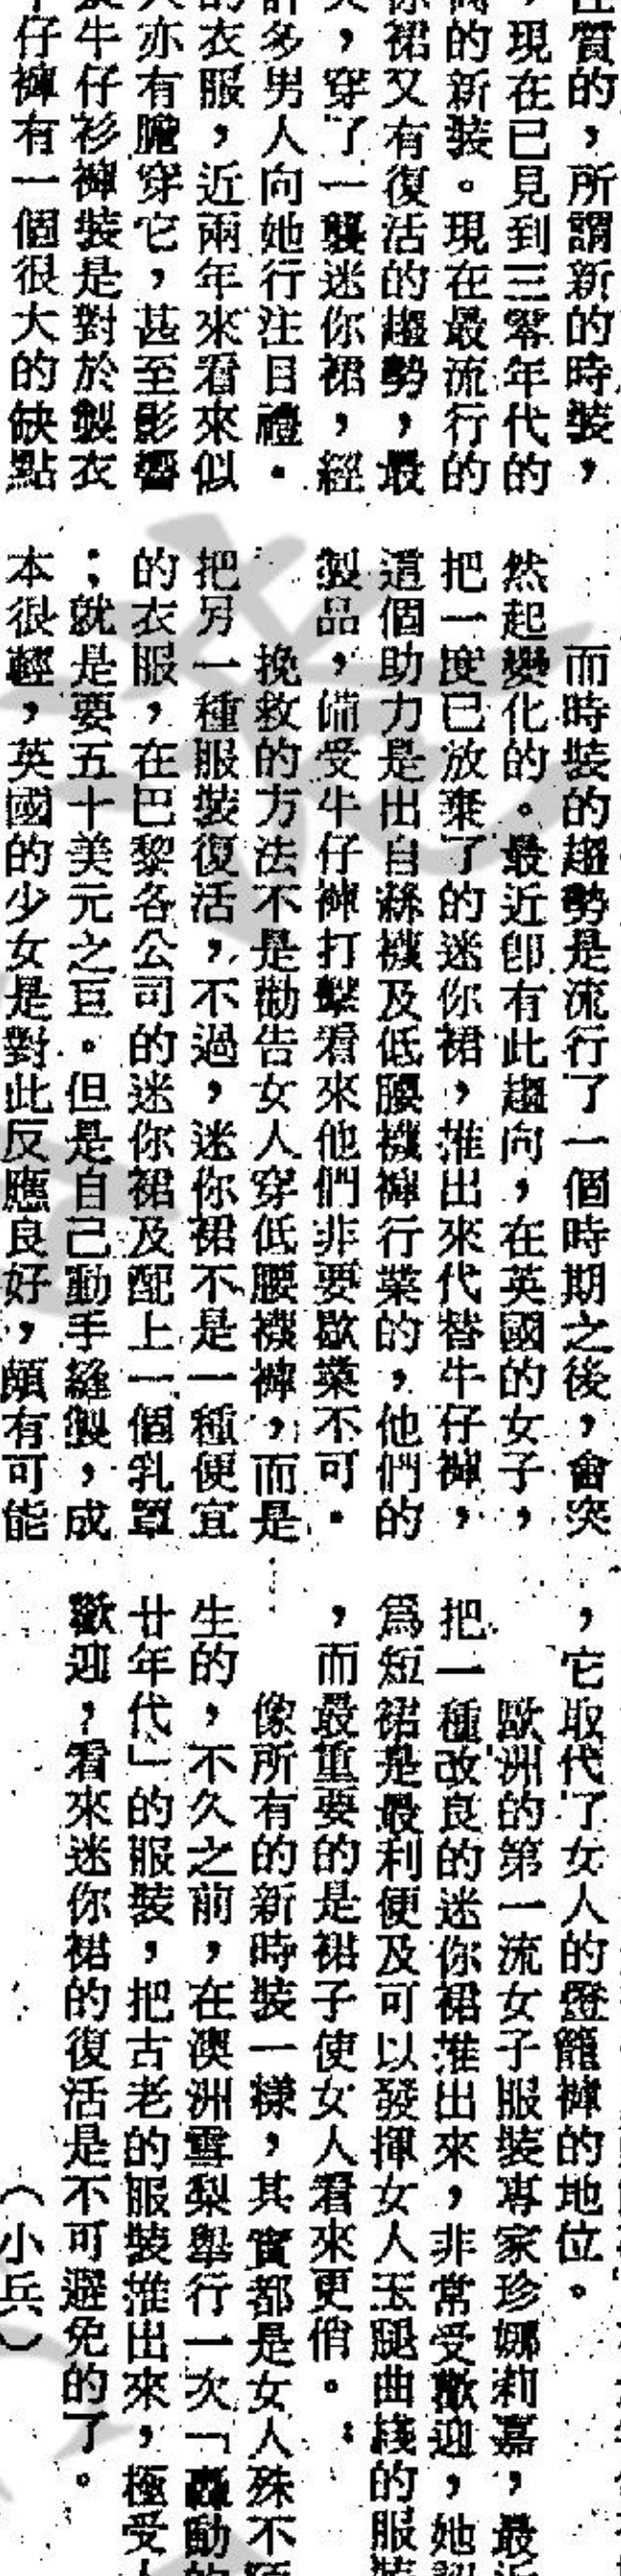 性質的，所謂新的時裝，
，現在已見到三零年代的
的新裝。現在最流行的
你裙又有復活的趨勢，最
，穿了一襲迷你裙，經
許多男人向她行注目禮。
的衣服，近兩年來看來似
人亦有膽穿它，甚至影響
牛仔衫褲裝是對於製衣
牛仔褲有一個很大的缺點
而時裝的趨勢是流行了一個時期之後，會突
然起變化的。最近卽有此趨向，在英國的女子，
把一度已放棄了的迷你裙，推出來代替牛仔褲，
這個助力是出自絲襪及低腰襪褲行業的，他們的
製品，備受牛仔褲打擊看來他們非要歇業不可。
挽救的方法不是勸告女人穿低腰襪褲，而是
把另一種服裝復活，不過，迷你裙不是一種便宜
的衣服，在巴黎各公司的迷你裙及配上一個乳罩
；就是要五十美元之巨。但是自己動手縫製，成
本很輕，英國的少女是對此反應良好，頗有可能
，它取代了女人的燈籠褲的地位。
歐洲的第一流女子服裝專家珍娜莉嘉，最近
把一種改良的迷你裙推出來，非常受歡迎，她認
爲短裙是最利便及可以發揮女人玉腿曲綫的服裝
，而最重要的是裙子使女人看來更俏。
像所有的新時裝一樣，其實都是女人殊不
生的，不久之前，在澳洲雪梨舉行一次「轟動的
廿年代」的服裝，把古老的服裝推出來，極受人
歡迎，看來迷你裙的復活是不可避免的了。
（小兵）